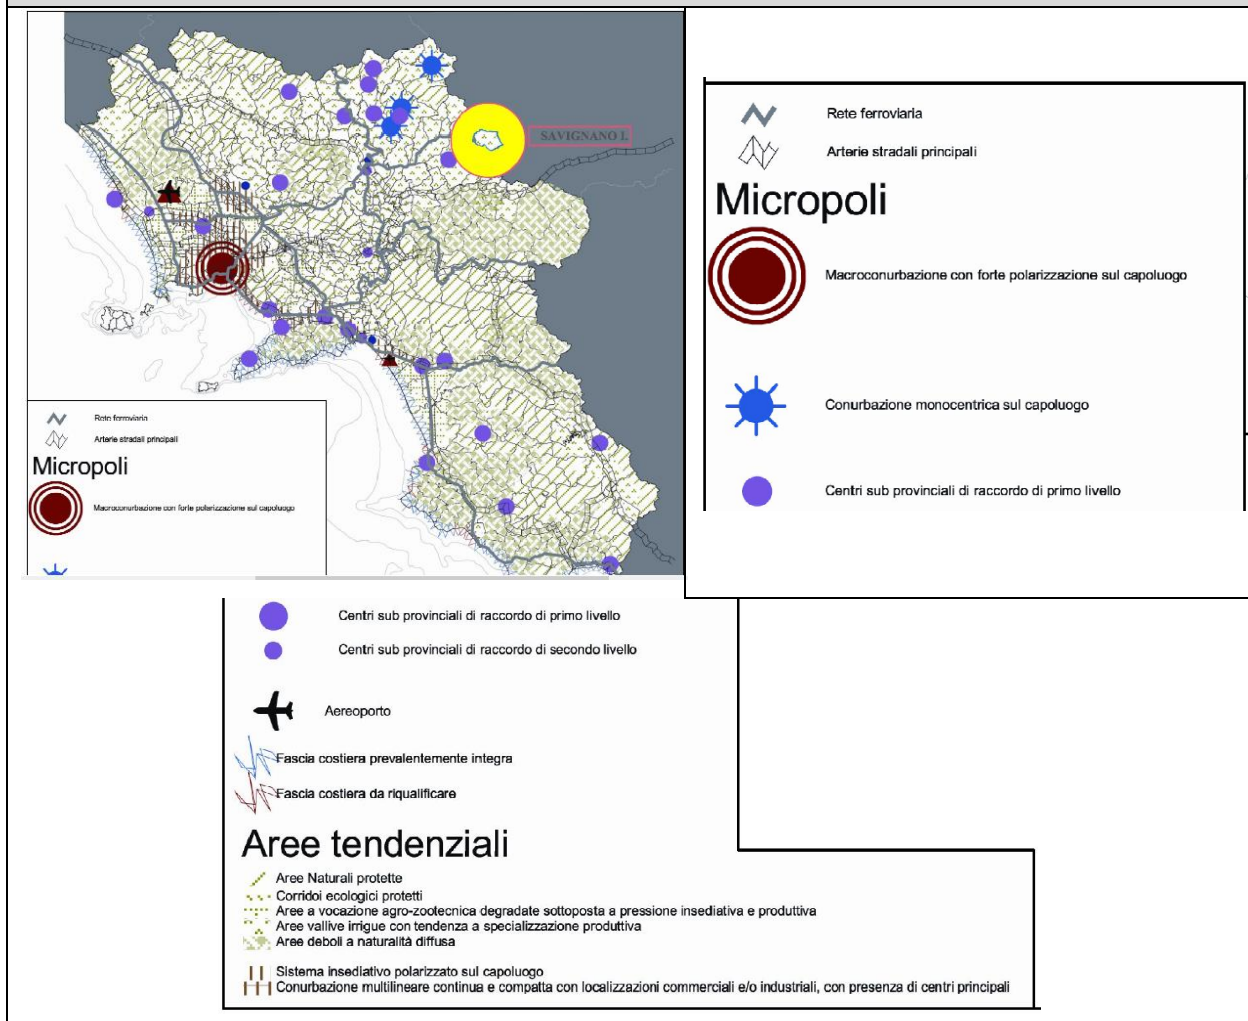 SAVIGNANO I.
Rete ferroviaria
Arterie stradali principali
Micropoli
Macroconurbazione con forte polarizzazione sul capoluogo
Rete ferroviaria
Arterie stradali principali
Micropoli
Macroconurbazione con forte polarizzazione sul capoluogo
Conurbazione monocentrica sul capoluogo
Centri sub provinciali di raccordo di primo livello
Centri sub provinciali di raccordo di primo livello
Centri sub provinciali di raccordo di secondo livello
Aereoporto
Fascia costiera prevalentemente integra
Fascia costiera da riqualificare
Aree tendenziali
Aree Naturali protette
Corridoi ecologici protetti
Aree a vocazione agro-zootecnica degradate sottoposta a pressione insediativa e produttiva
Aree vallive irrigue con tendenza a specializzazione produttiva
Aree deboli a naturalità diffusa
Sistema insediativo polarizzato sul capoluogo
Conurbazione multilineare continua e compatta con localizzazioni commerciali e/o industriali, con presenza di centri principali